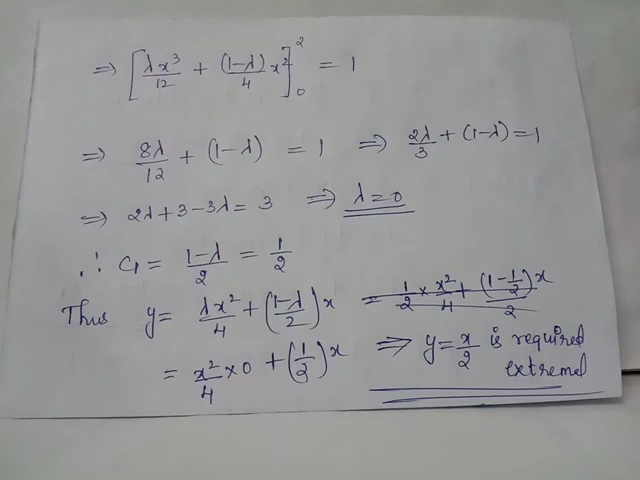 ⇒ [λx³/12 + (1-λ)/4 x²]₀² = 1
⇒ 8λ/12 + (1-λ) = 1 ⇒ 2λ/3 + (1-λ) = 1
⇒ 2λ+3-3λ = 3 ⇒ λ=0
∴ C₁ = (1-λ)/2 = 1/2
Thus y = λx²/4 + ((1-λ)/2)x = 1/2 × x²/4 + (1-1/2)x/2
= x²/4 × 0 + (1/2)x ⇒ y = x/2 is required
extremal